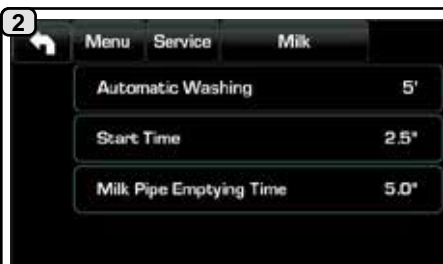 2
Menu Service Milk
Automatic Washing 5'
Start Time 2.5"
Milk Pipe Emptying Time 5.0"